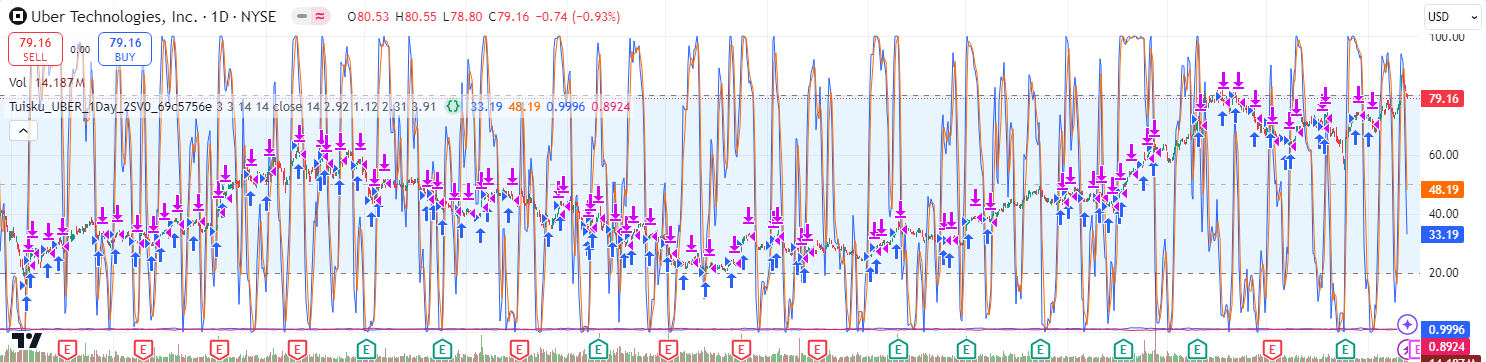 Uber Technologies, Inc. · 1D · NYSE O80.53 H80.55 L78.80 C79.16 −0.74 (−0.93%)
USD
79.16
SELL
0.00
79.16
BUY
Vol 14.187 M
Tuisku_UBER_1Day_2SV0_69c5756e 3 3 14 14 close 14 2.92 1.12 2.31 3.91 33.19 48.19 0.9996 0.8924
100.00
79.16
60.00
48.19
40.00
33.19
20.00
0.9996
0.8924
14.187M
E E E E E E E E E E E E E E E E E E